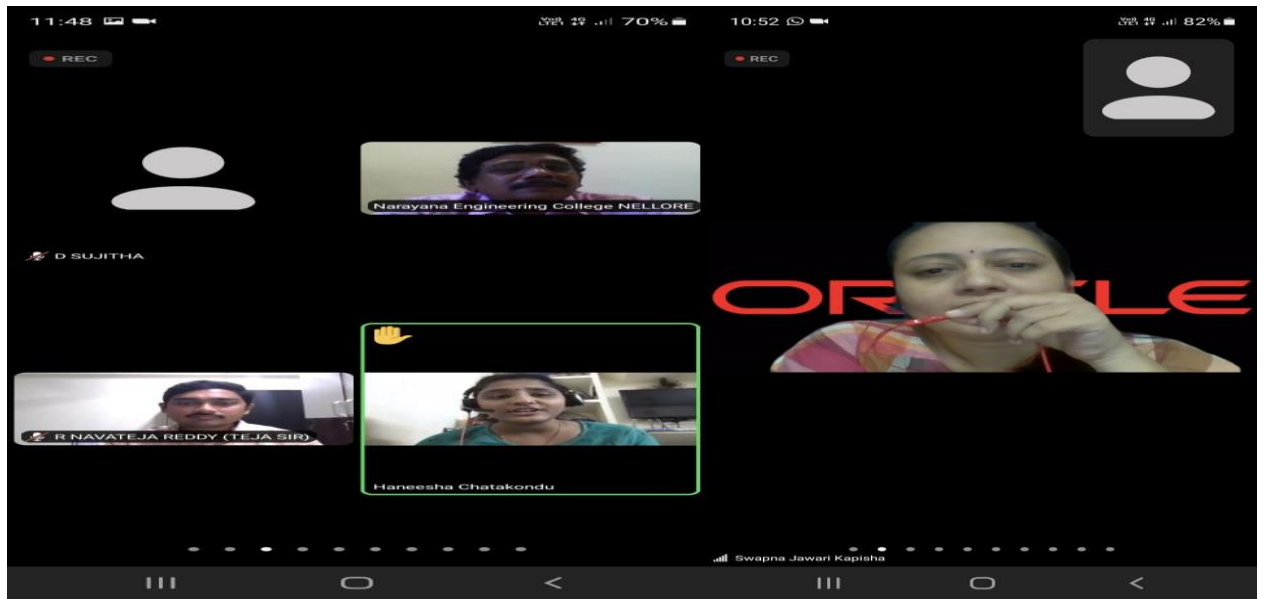 11:48
70%
REC
Narayana Engineering College NELLORE
D SUJITHA
R NAVATEJA REDDY (TEJA SIR)
Haneesha Chatakondu
10:52
82%
REC
Swapna Jawari Kapisha